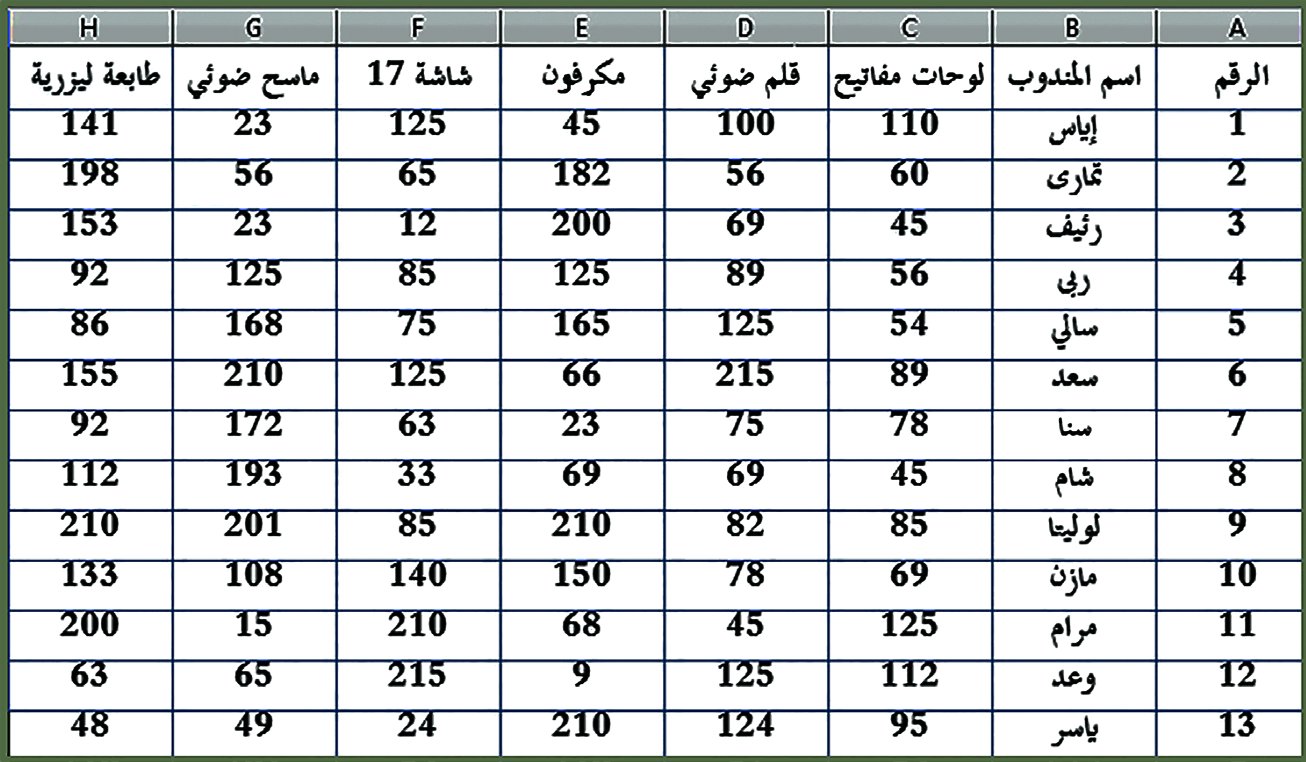 A B C D E F G H
الرقم اسم المندوب لوحات مفاتيح قلم ضوئي مكرفون شاشة 17 ماسح ضوئي طابعة ليزرية
1 إياس 110 100 45 125 23 141
2 تمارى 60 56 182 65 56 198
3 رئيف 45 69 200 12 23 153
4 ربى 56 89 125 85 125 92
5 سالي 54 125 165 75 168 86
6 سعد 89 215 66 125 210 155
7 سنا 78 75 23 63 172 92
8 شام 45 69 69 33 193 112
9 لوليتا 85 82 210 85 201 210
10 مازن 69 78 150 140 108 133
11 مرام 125 45 68 210 15 200
12 وعد 112 125 9 215 65 63
13 ياسر 95 124 210 24 49 48